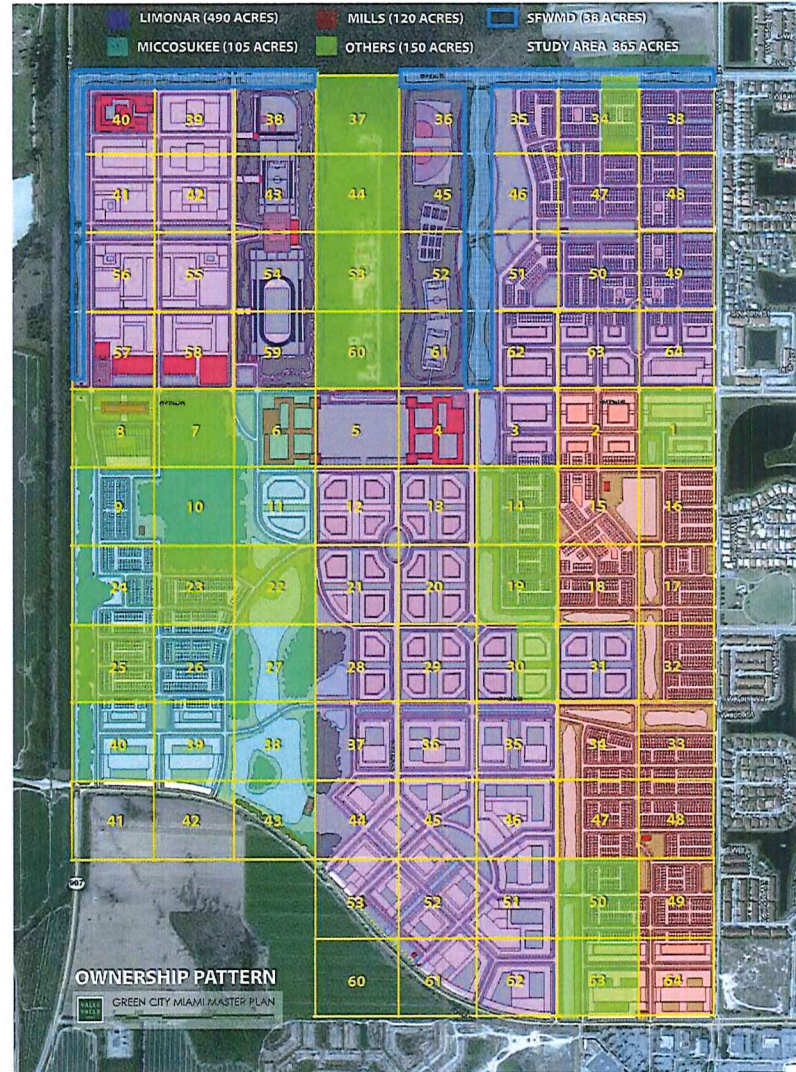 LIMONAR (490 ACRES) MILLS (120 ACRES) SFWMD (38 ACRES)
MICCOSUKEE (105 ACRES) OTHERS (150 ACRES) STUDY AREA 865 ACRES
40 39 38 37 36 35 34 33
41 42 43 44 45 46 47 48
56 55 54 53 52 51 50 49
57 58 59 60 61 62 63 64
8 7 6 5 4 3 2 1
9 10 11 12 13 14 15 16
24 23 22 21 20 19 18 17
25 26 27 28 29 30 31 32
40 39 38 37 36 35 34 33
41 42 43 44 45 46 47 48
997
53 52 51 50 49
60 61 62 63 64
OWNERSHIP PATTERN
GREEN CITY MIAMI MASTER PLAN